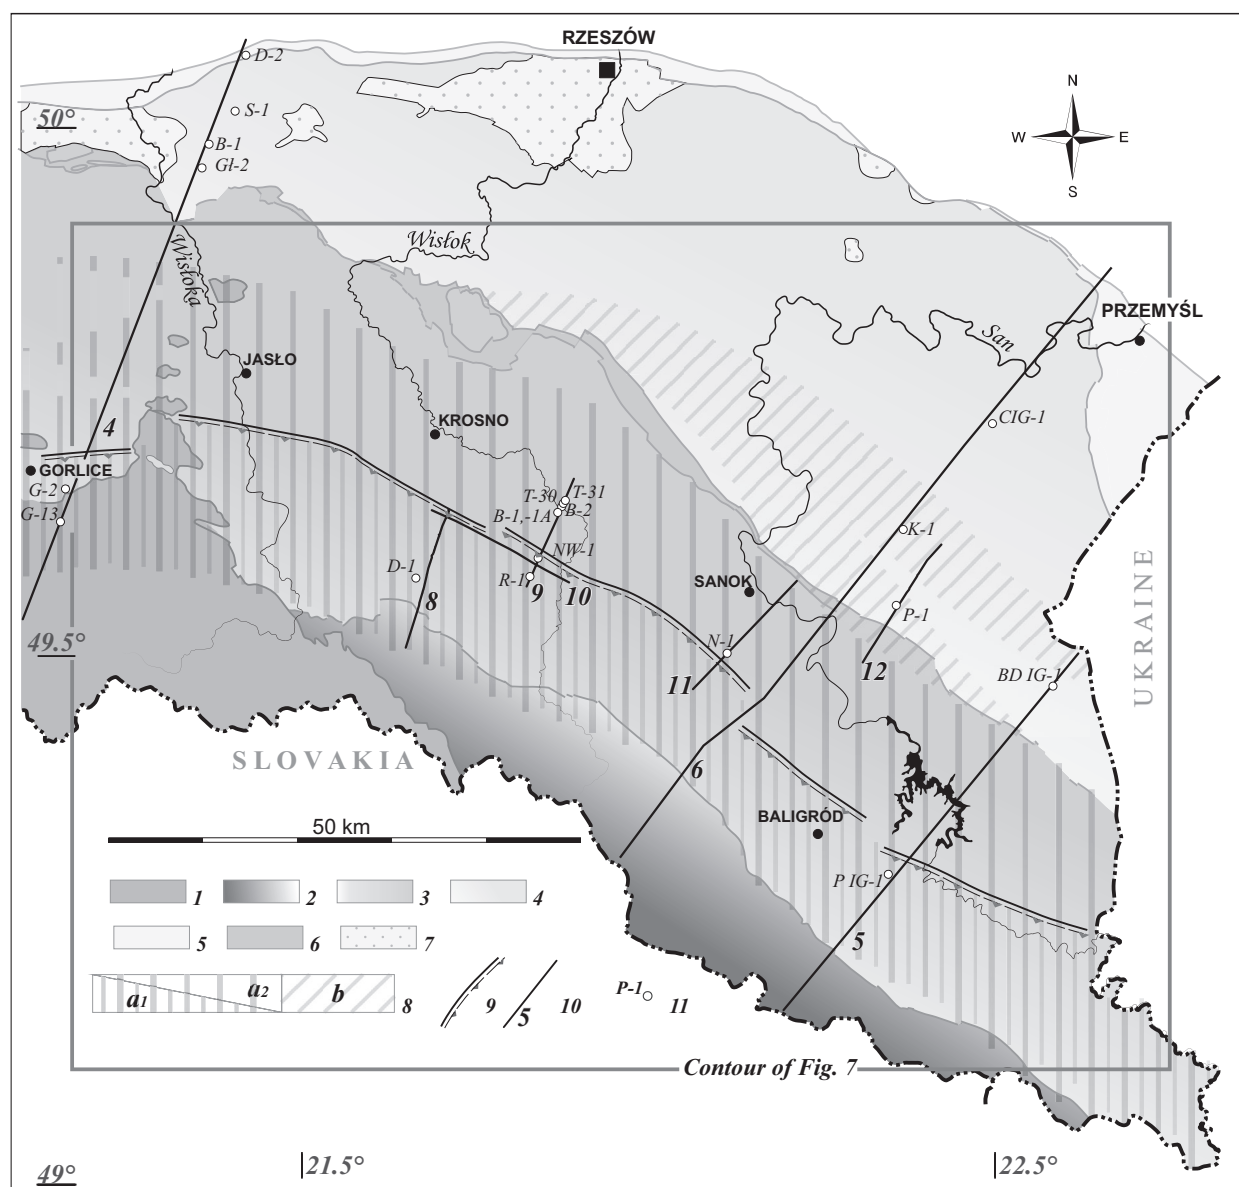 RZESZÓW
D-2
N
50°
S-1
W
E
B-1
Gł-2
S
Wisłok
Wisłoka
PRZEMYŚL
San
JASŁO
CIG-1
KROSNO
4
GORLICE
G-2
T-30
T-31
G-13
B-1,-1A
B-2
K-1
NW-1
D-1
R-1
SANOK
8
9
10
P-1
UKRAINE
49.5°
N-1
11
12
BD IG-1
SLOVAKIA
6
50 km
BALIGRÓD
P IG-1
1
2
3
4
5
6
7
5
a1
a2
b
8
9
5
10
P-1
11
Contour of Fig. 7
49°
21.5°
22.5°